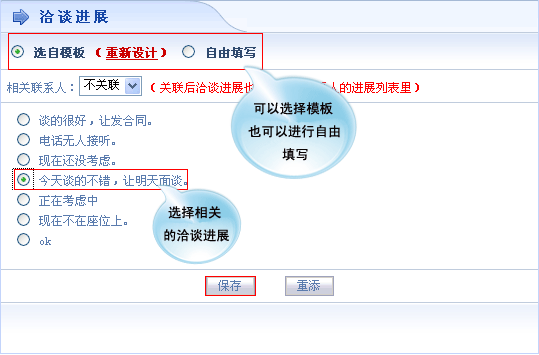 洽谈进展
选自模板 （重新设计） 自由填写
相关联系人： 不关联 （关联后洽谈进展也 人的进展列表里）
可以选择模板
也可以进行自由
填写
谈的很好，让发合同。
电话无人接听。
现在还没考虑。
今天谈的不错，让明天面谈。
正在考虑中
现在不在座位上。
ok
选择相关
的洽谈进展
保存 重添